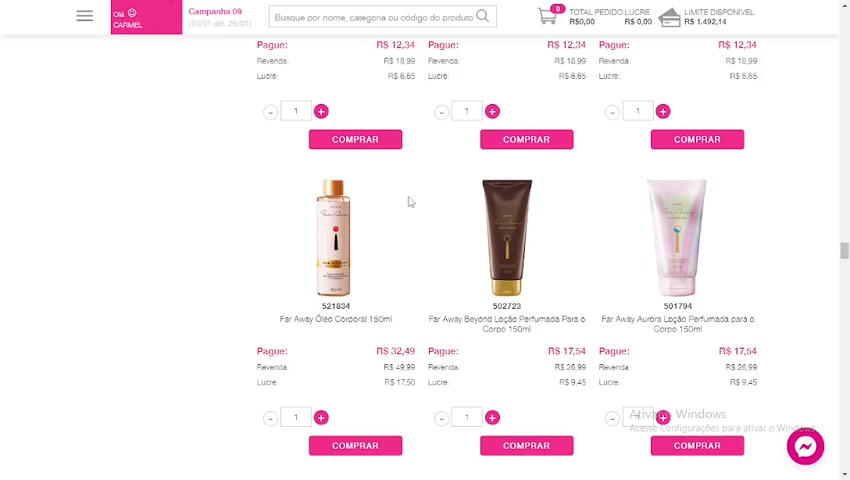 Olá
CARMEL
Campanha 09
(10/01 até: 25/01)
Busque por nome, categoria ou código do produto
0
TOTAL PEDIDO LUCRE
R$0,00 R$ 0,00
LIMITE DISPONÍVEL
R$ 1.492,14
Pague: R$ 12,34 Pague: R$ 12,34 Pague: R$ 12,34
Revenda: R$ 18,99 Revenda: R$ 18,99 Revenda: R$ 18,99
Lucre: R$ 6,65 Lucre: R$ 6,65 Lucre: R$ 6,65
- 1 + - 1 + - 1 +
COMPRAR COMPRAR COMPRAR
521834 502723 501794
Far Away Óleo Corporal 150ml Far Away Beyond Loção Perfumada Para o Far Away Aurora Loção Perfumada para o
Corpo 150ml Corpo 150ml
Pague: R$ 32,49 Pague: R$ 17,54 Pague: R$ 17,54
Revenda: R$ 49,99 Revenda: R$ 26,99 Revenda: R$ 26,99
Lucre: R$ 17,50 Lucre: R$ 9,45 Lucre: R$ 9,45
- 1 + - 1 + - 1 +
Ativar o Windows
Acesse Configurações para ativar o Windows.
COMPRAR COMPRAR COMPRAR